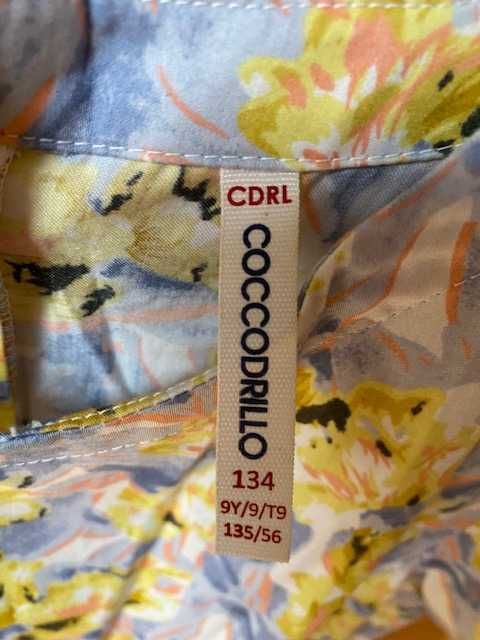 CDRL
COCCODRILLO
134
9Y/9/T9
135/56